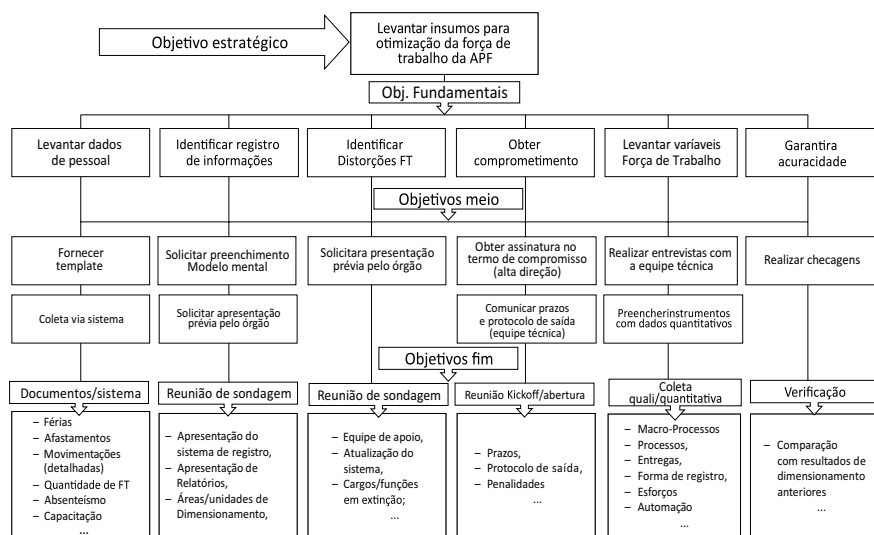 Objetivo estratégico
Levantar insumos para
otimização da força de
trabalho da APF
Obj. Fundamentais
Levantar dados
de pessoal
Identificar registro
de informações
Identificar
Distorções FT
Obter
comprometimento
Levantar varíaveis
Força de Trabalho
Garantira
acuracidade
Objetivos meio
Fornecer
template
Solicitar preenchimento
Modelo mental
Solicitara presentação
prévia pelo órgão
Obter assinatura no
termo de compromisso
(alta direção)
Realizar entrevistas com
a equipe técnica
Realizar checagens
Coleta via sistema
Solicitar apresentação
prévia pelo órgão
Comunicar prazos
e protocolo de saída
(equipe técnica)
Preencherinstrumentos
com dados quantitativos
Objetivos fim
Documentos/sistema
Reunião de sondagem
Reunião de sondagem
Reunião Kickoff/abertura
Coleta
quali/quantitativa
Verificação
– Férias
– Afastamentos
– Movimentações
(detalhadas)
– Quantidade de FT
– Absenteísmo
– Capacitação
...
– Apresentação do
sistema de registro,
– Apresentação de
Relatórios,
– Áreas/unidades de
Dimensionamento,
– Equipe de apoio,
– Atualização do
sistema,
– Cargos/funções
em extinção;
...
– Prazos,
– Protocolo de saída,
– Penalidades
...
– Macro-Processos
– Processos,
– Entregas,
– Forma de registro,
– Esforços
– Automação
...
– Comparação
com resultados de
dimensionamento
anteriores
...